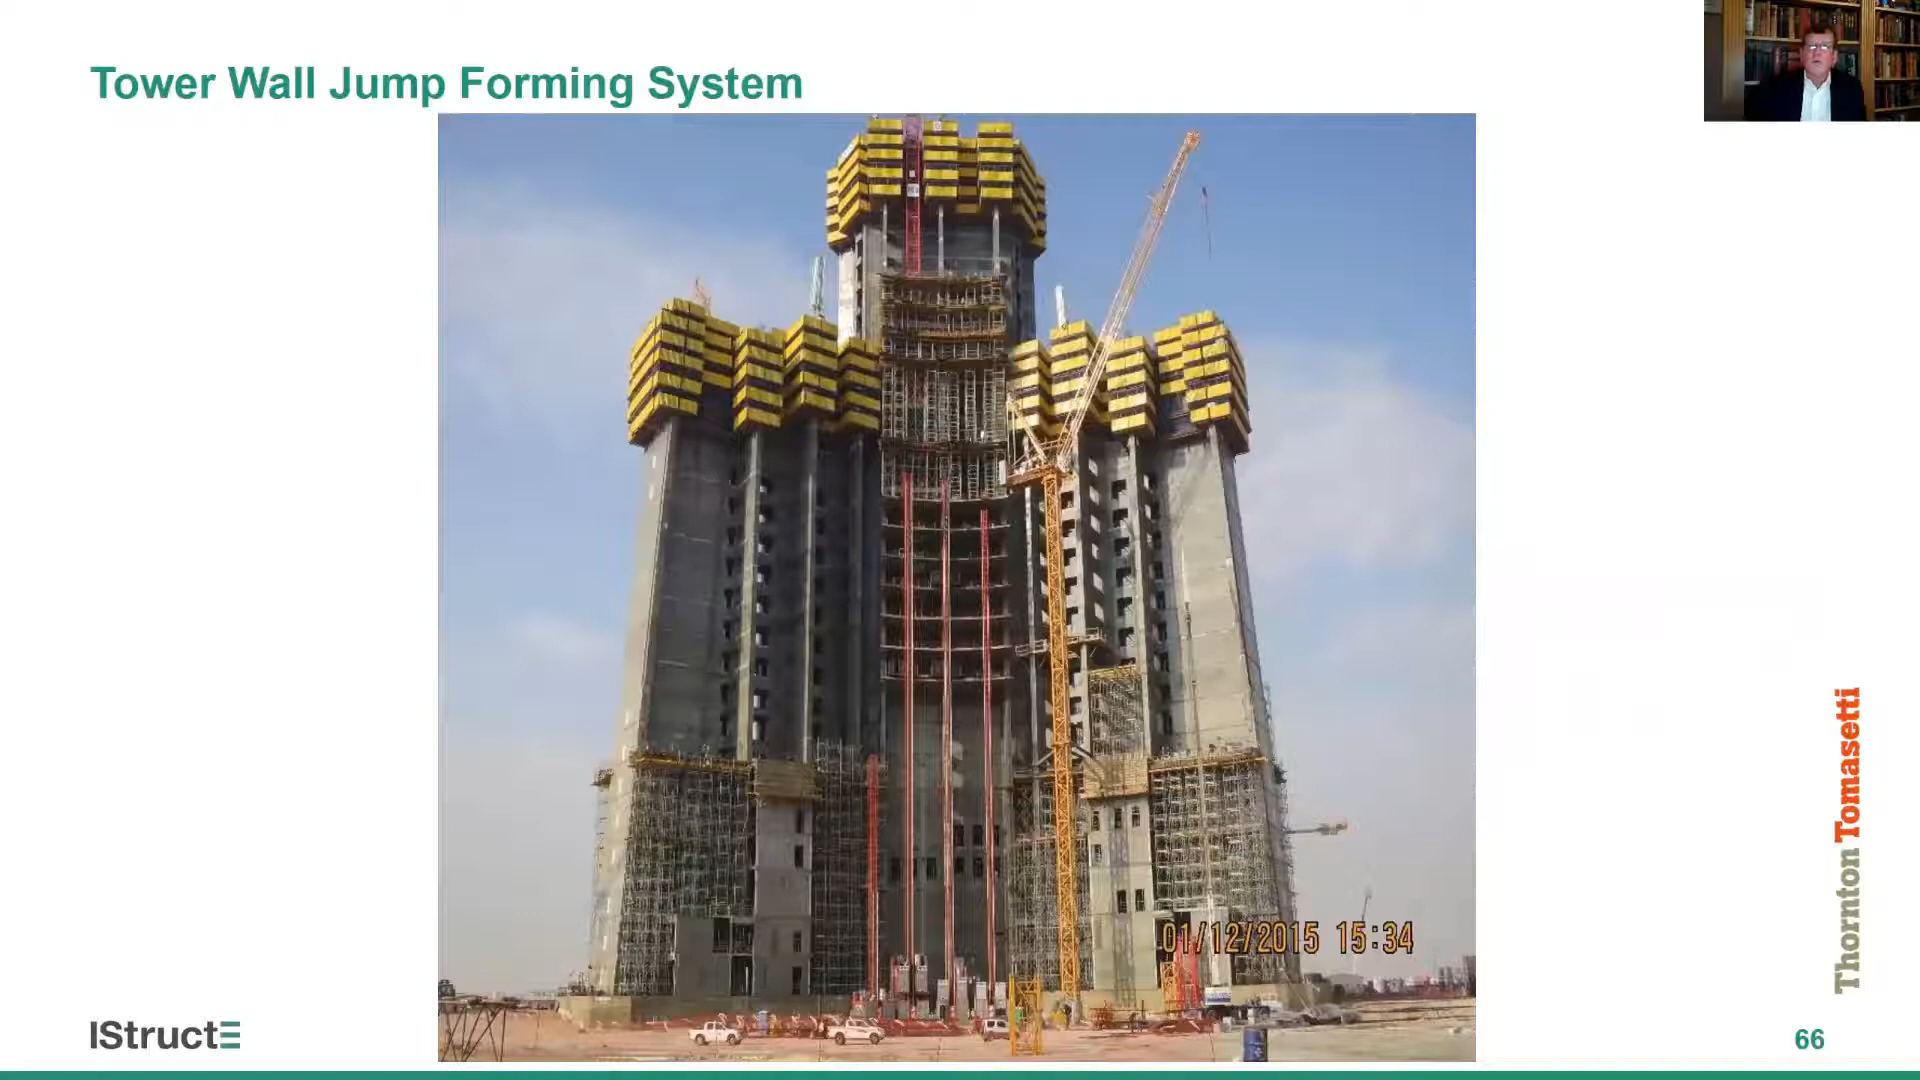 Tower Wall Jump Forming System
01/12/2015 15:34
Thornton Tomasetti
IStructE
66